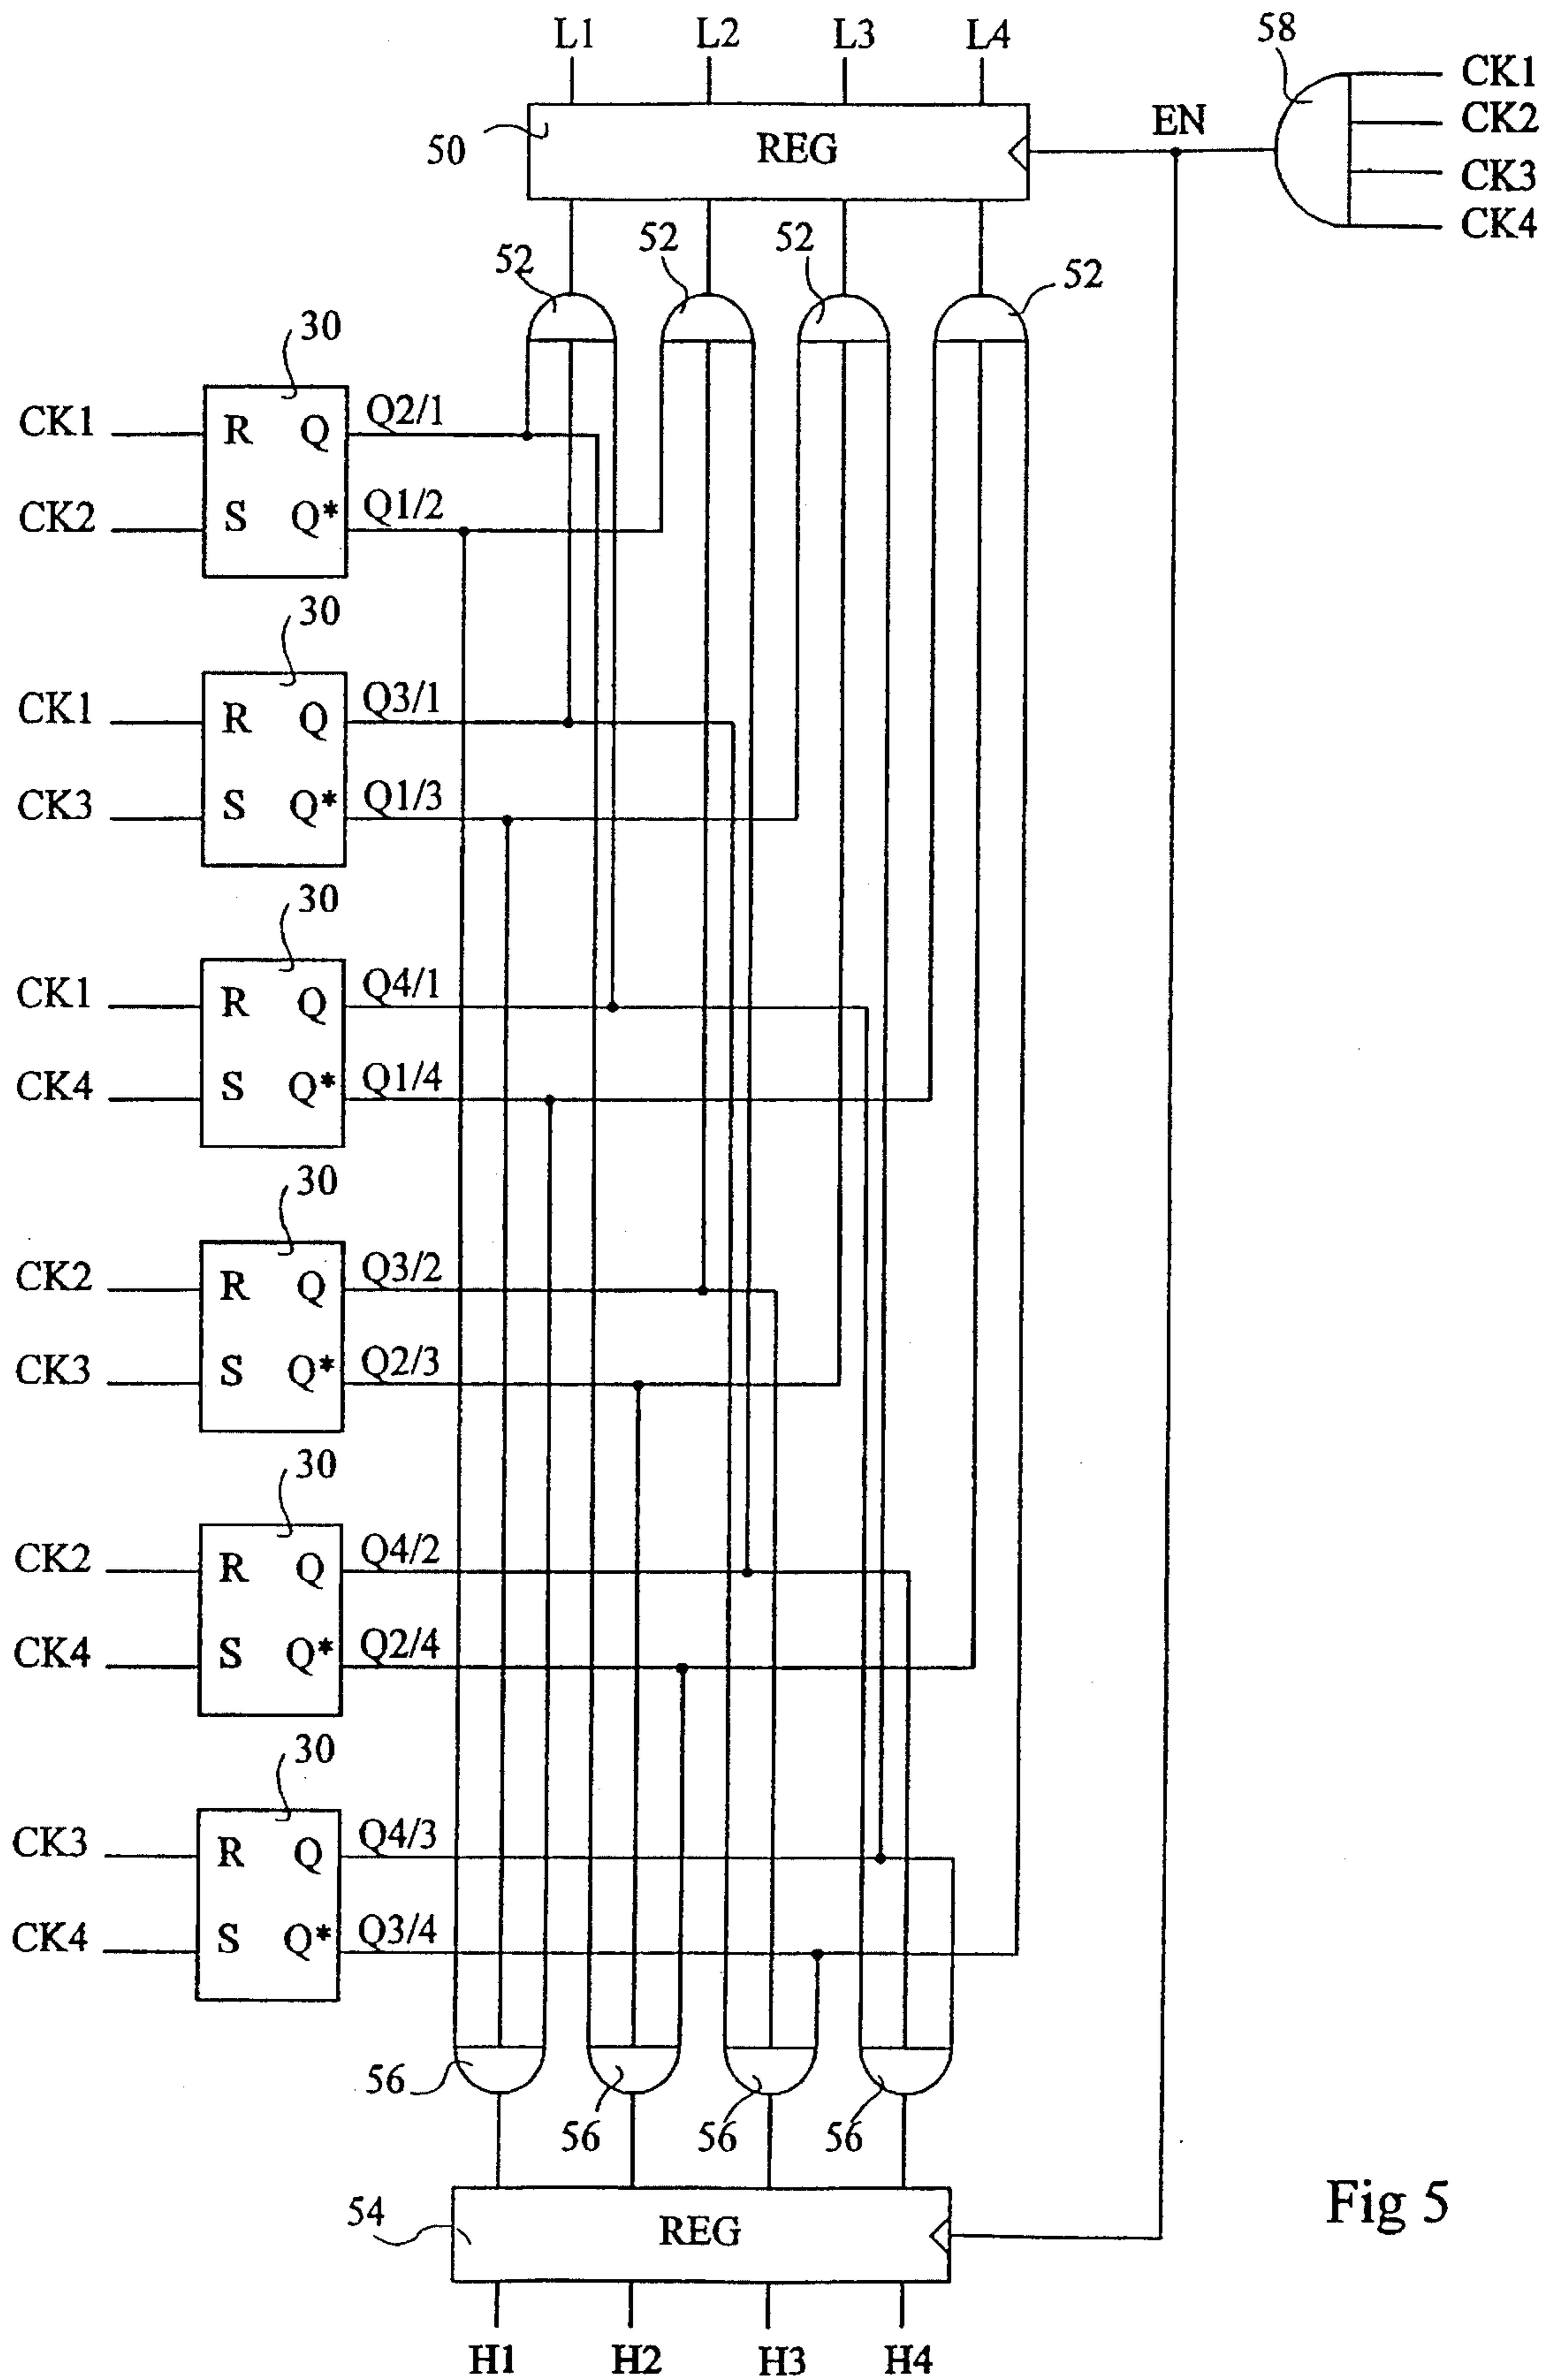 L1 L2 L3 L4 58
CK1
EN CK2
50 REG CK3
CK4
52 52 52 52
30
CK1 R Q Q2/1
CK2 S Q* Q1/2
30
CK1 R Q Q3/1
CK3 S Q* Q1/3
30
CK1 R Q Q4/1
CK4 S Q* Q1/4
30
CK2 R Q Q3/2
CK3 S Q* Q2/3
30
CK2 R Q Q4/2
CK4 S Q* Q2/4
30
CK3 R Q Q4/3
CK4 S Q* Q3/4
56 56 56 56
54 REG
Fig 5
H1 H2 H3 H4